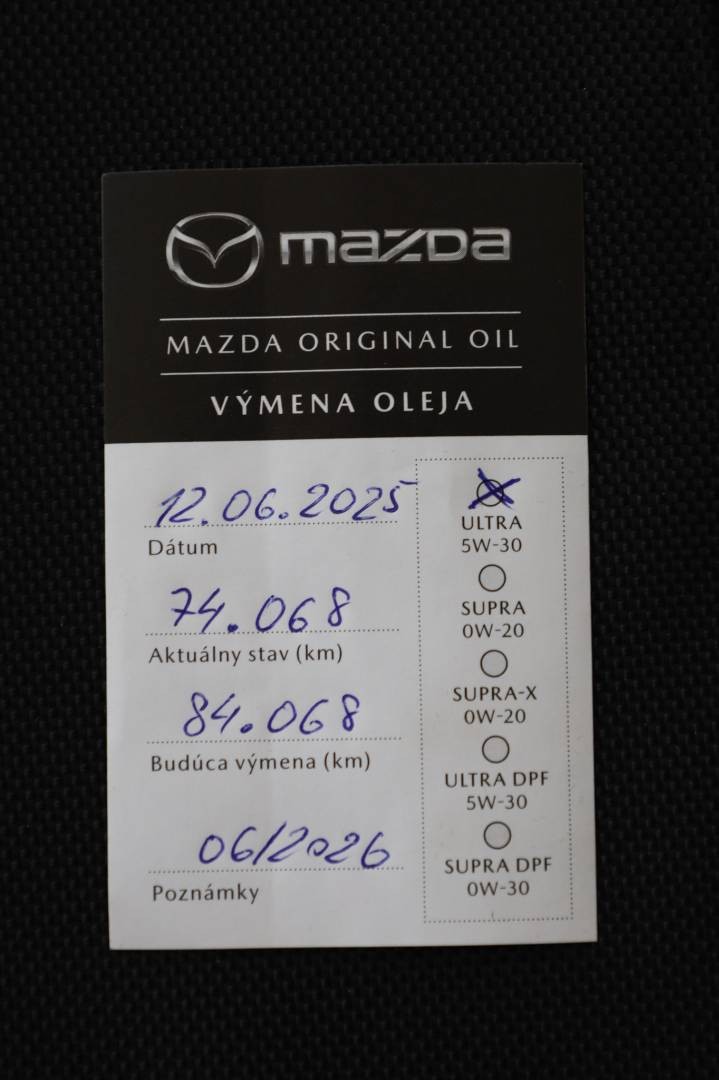 mazda
MAZDA ORIGINAL OIL
VÝMENA OLEJA
12.06.2025
Dátum
74.068
Aktuálny stav (km)
84.068
Budúca výmena (km)
06/2026
Poznámky
ULTRA
5W-30
SUPRA
0W-20
SUPRA-X
0W-20
ULTRA DPF
5W-30
SUPRA DPF
0W-30